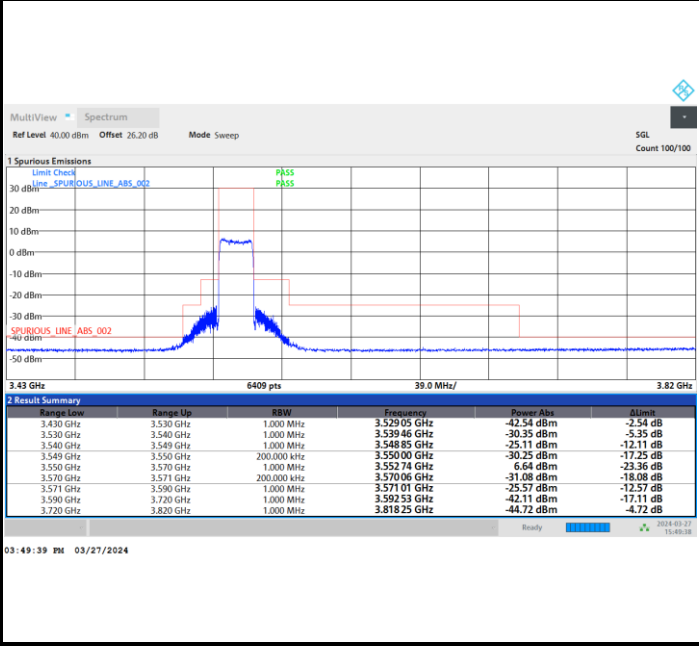 MultiView Spectrum
Ref Level 40.00 dBm Offset 26.20 dB Mode Sweep SGL
Count 100/100
1 Spurious Emissions
Limit Check PASS
Line _SPURIOUS_LINE_ABS_002 PASS
30 dBm
20 dBm
10 dBm
0 dBm
-10 dBm
-20 dBm
-30 dBm
_SPURIOUS_LINE_ABS_002
-40 dBm
-50 dBm
3.43 GHz 6409 pts 39.0 MHz/ 3.82 GHz
2 Result Summary
Range Low Range Up RBW Frequency Power Abs ΔLimit
3.430 GHz 3.530 GHz 1.000 MHz 3.529 05 GHz -42.54 dBm -2.54 dB
3.530 GHz 3.540 GHz 1.000 MHz 3.539 46 GHz -30.35 dBm -5.35 dB
3.540 GHz 3.549 GHz 1.000 MHz 3.548 85 GHz -25.11 dBm -12.11 dB
3.549 GHz 3.550 GHz 200.000 kHz 3.550 00 GHz -30.25 dBm -17.25 dB
3.550 GHz 3.570 GHz 1.000 MHz 3.552 74 GHz 6.64 dBm -23.36 dB
3.570 GHz 3.571 GHz 200.000 kHz 3.570 06 GHz -31.08 dBm -18.08 dB
3.571 GHz 3.590 GHz 1.000 MHz 3.571 01 GHz -25.57 dBm -12.57 dB
3.590 GHz 3.720 GHz 1.000 MHz 3.592 53 GHz -42.11 dBm -17.11 dB
3.720 GHz 3.820 GHz 1.000 MHz 3.818 25 GHz -44.72 dBm -4.72 dB
Ready 2024-03-27
15:49:38
03:49:39 PM 03/27/2024